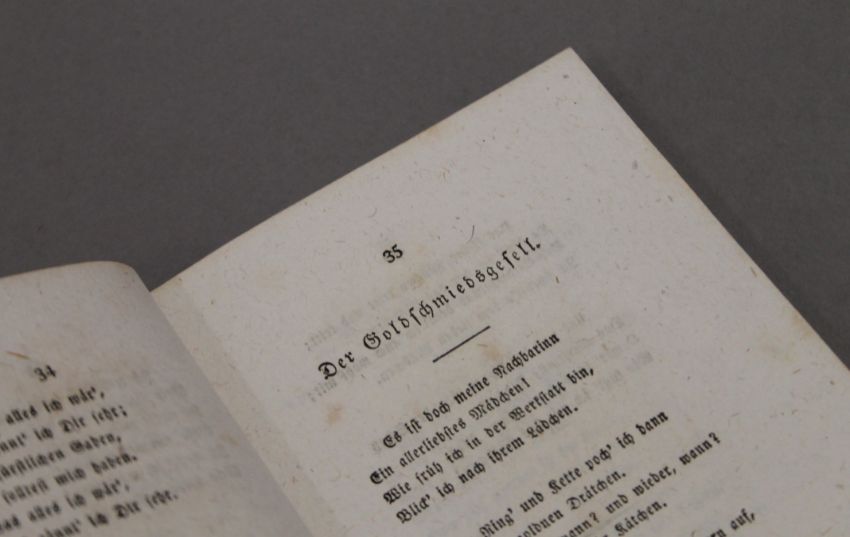 34
alles ich wär',
ich Dir sehr;
Gaben,
mich haben.
alles ich wär',
ich Dir sehr.
35
Der Goldschmiedsgesell.
Es ist doch meine Nachbarinn
Ein allerliebstes Mädchen!
Wie früh ich in der Werkstatt bin,
Blick' ich nach ihrem Lädchen.
Ring' und Kette poch' ich dann
Drätchen.
und wieder, wann?
Kätchen.
auf,